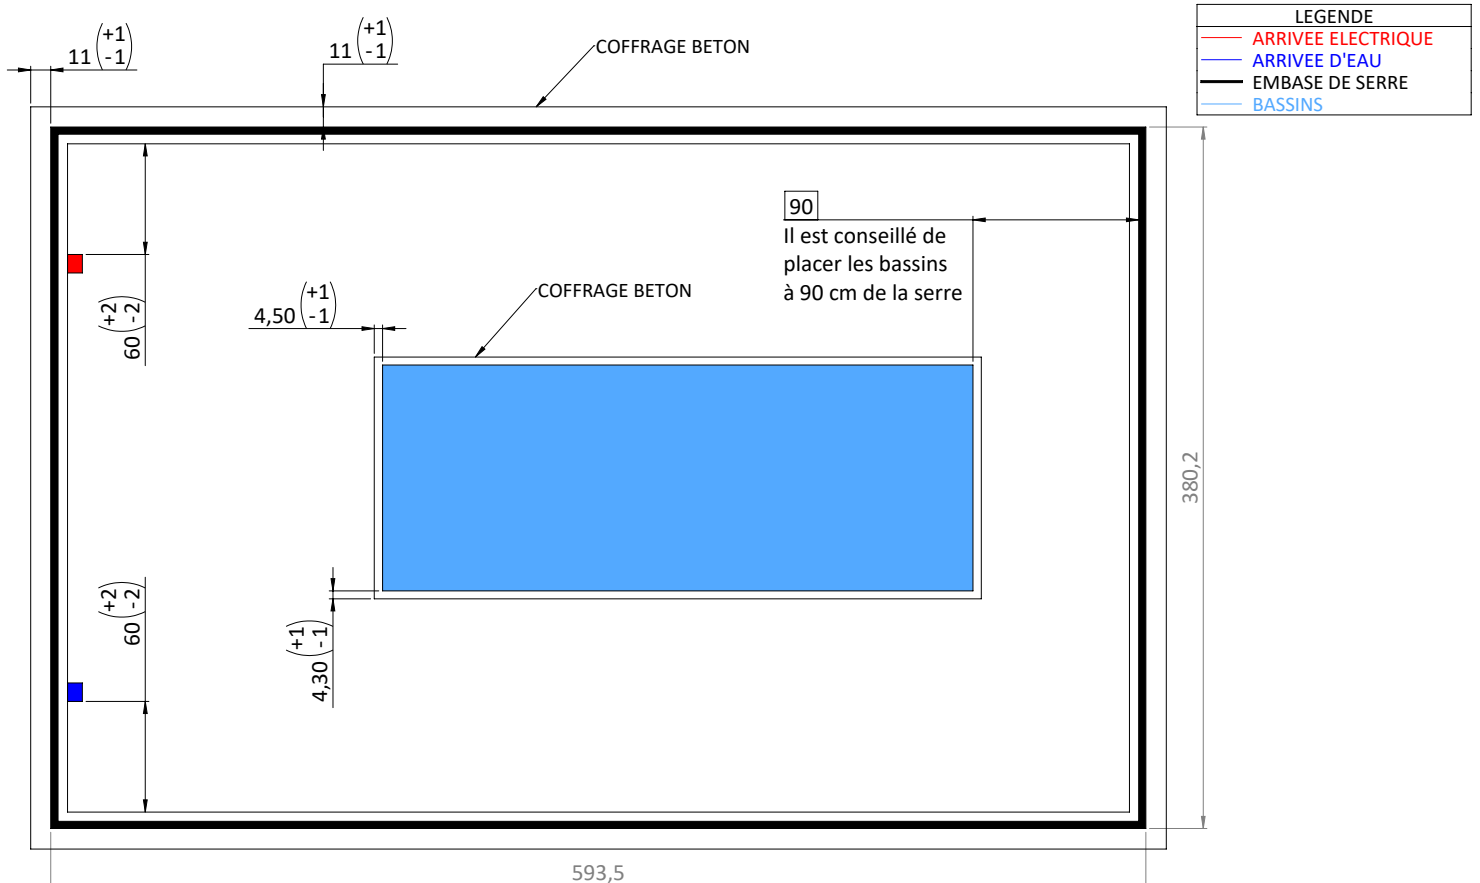 LEGENDE
ARRIVEE ELECTRIQUE
ARRIVEE D'EAU
EMBASE DE SERRE
BASSINS
11 (+1 -1)
11 (+1 -1)
COFFRAGE BETON
90
Il est conseillé de
placer les bassins
à 90 cm de la serre
60 (+2 -2)
4,50 (+1 -1)
COFFRAGE BETON
380,2
60 (+2 -2)
4,30 (+1 -1)
593,5